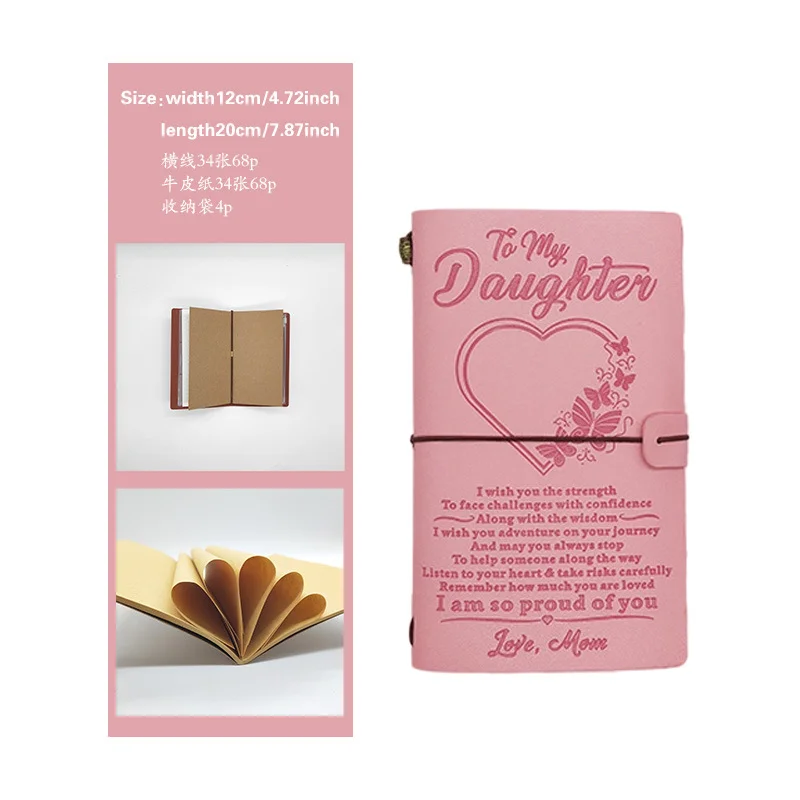 Size:width12cm/4.72inch
length20cm/7.87inch
横线34张68p
牛皮纸34张68p
收纳袋4p
To My
Daughter
I wish you the strength
To face challenges with confidence
Along with the wisdom
I wish you adventure on your journey
And may you always stop
To help someone along the way
Listen to your heart & take risks carefully
Remember how much you are loved
I am so proud of you
Love, Mom